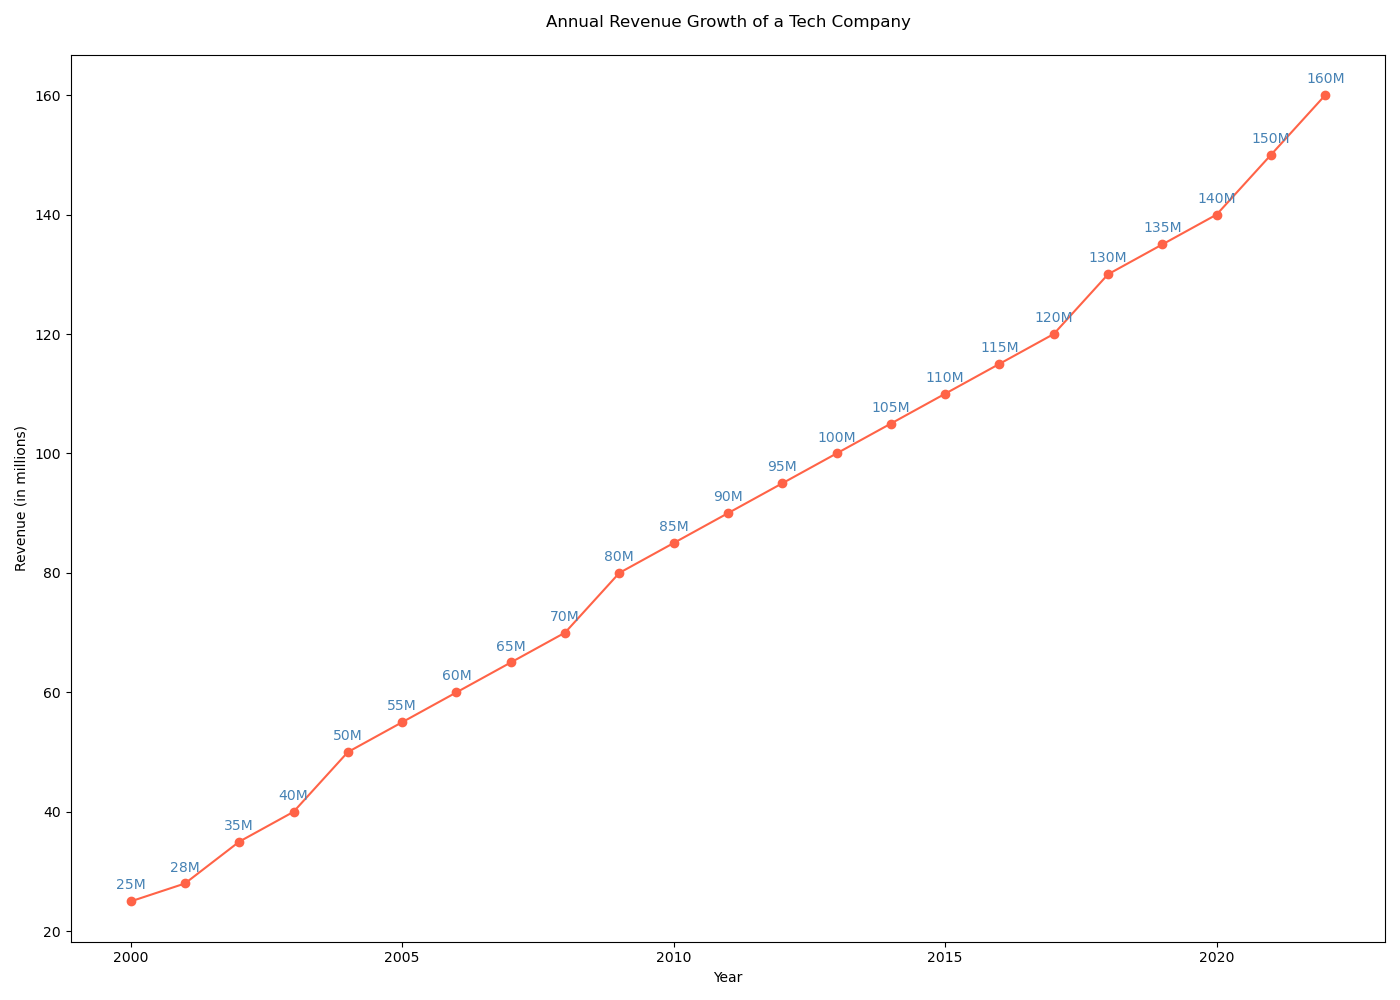 Annual Revenue Growth of a Tech Company
160M
160
150M
140M
140
135M
130M
120M
120
115M
110M
105M
100M
100
95M
90M
85M
80M
80
70M
65M
60M
60
55M
50M
40M
40
35M
28M
25M
20
Revenue (in millions)
2000 2005 2010 2015 2020
Year